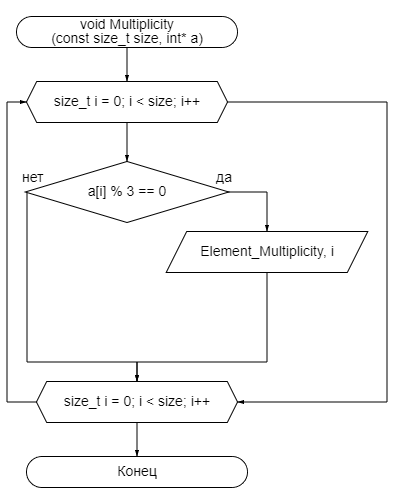 void Multiplicity
(const size_t size, int* a)
size_t i = 0; i < size; i++
нет
да
a[i] % 3 == 0
Element_Multiplicity, i
size_t i = 0; i < size; i++
Конец